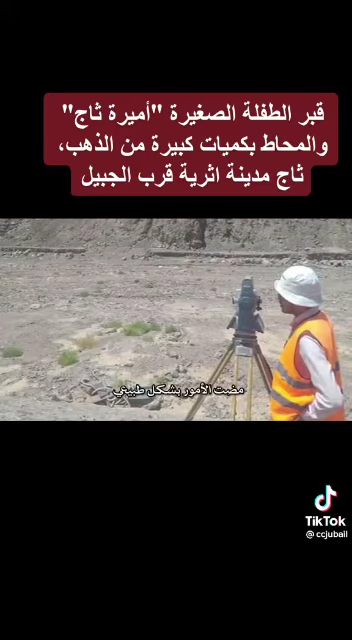 قبر الطفلة الصغيرة "أميرة ثاج"
والمحاط بكميات كبيرة من الذهب،
ثاج مدينة اثرية قرب الجبيل
مضت الأمور بشكل طبيعي
TikTok
@ ccjubail